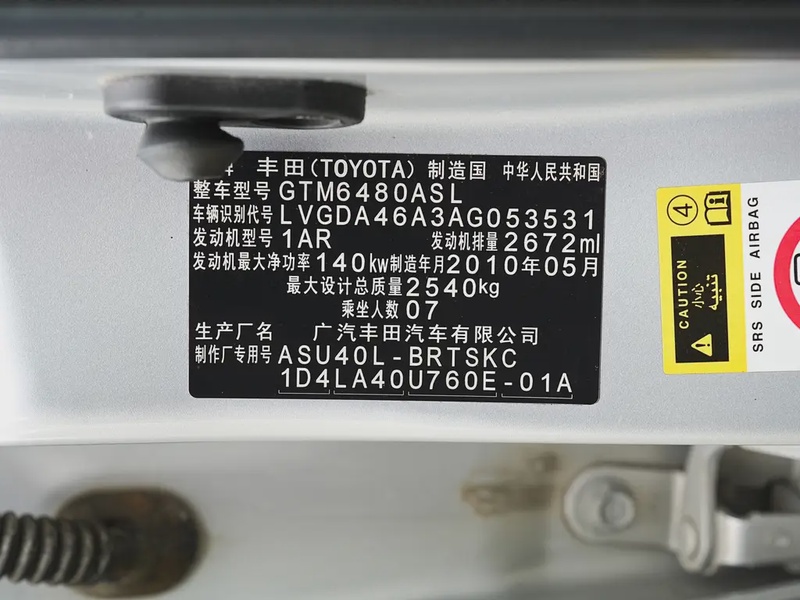 丰田(TOYOTA) 制造国 中华人民共和国
整车型号 GTM6480ASL
车辆识别代号 LVGDA46A3AG053531
发动机型号 1AR 发动机排量 2672ml
发动机最大净功率 140kw 制造年月 2010年05月
最大设计总质量 2540kg
乘坐人数 07
生产厂名 广汽丰田汽车有限公司
制作厂专用号 ASU40L-BRTSKC
1D4LA40U760E-01A
4
CAUTION
小心
تنبيه
SRS SIDE AIRBAG